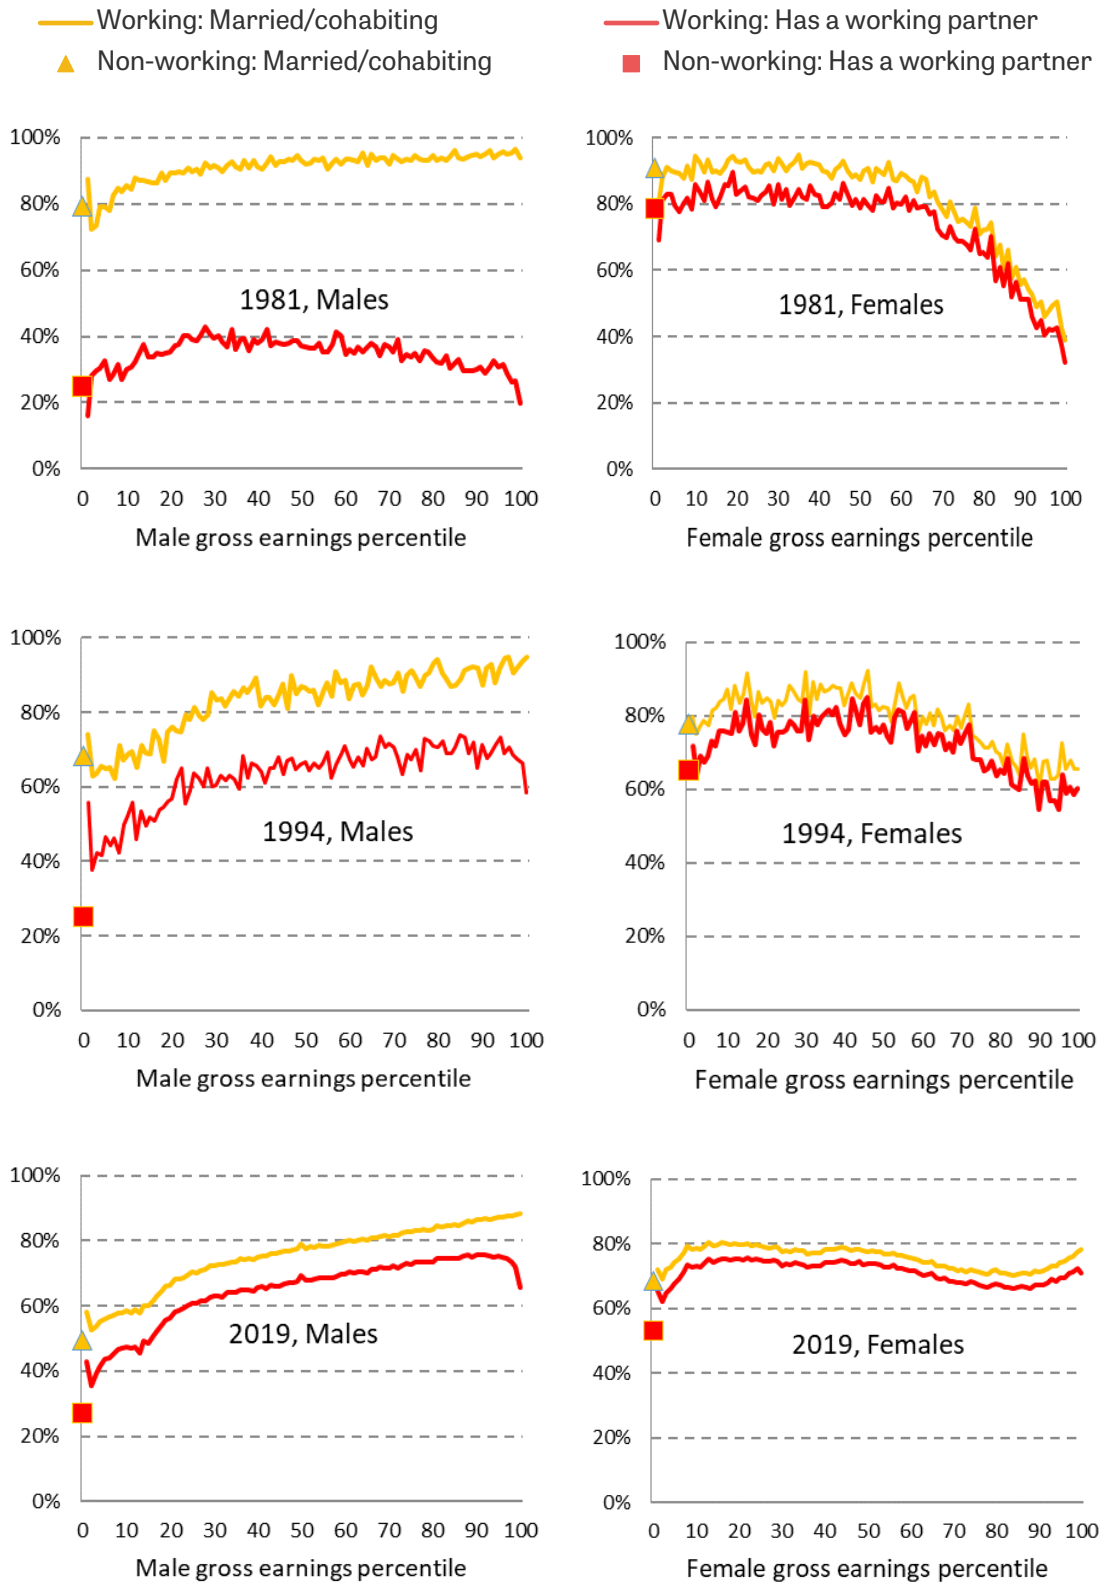 Working: Married/cohabiting
Working: Has a working partner
Non-working: Married/cohabiting
Non-working: Has a working partner
100%
80%
60%
40%
20%
0%
1981, Males
0 10 20 30 40 50 60 70 80 90 100
Male gross earnings percentile
100%
80%
60%
40%
20%
0%
1981, Females
0 10 20 30 40 50 60 70 80 90 100
Female gross earnings percentile
100%
80%
60%
40%
20%
0%
1994, Males
0 10 20 30 40 50 60 70 80 90 100
Male gross earnings percentile
100%
80%
60%
40%
20%
0%
1994, Females
0 10 20 30 40 50 60 70 80 90 100
Female gross earnings percentile
100%
80%
60%
40%
20%
0%
2019, Males
0 10 20 30 40 50 60 70 80 90 100
Male gross earnings percentile
100%
80%
60%
40%
20%
0%
2019, Females
0 10 20 30 40 50 60 70 80 90 100
Female gross earnings percentile